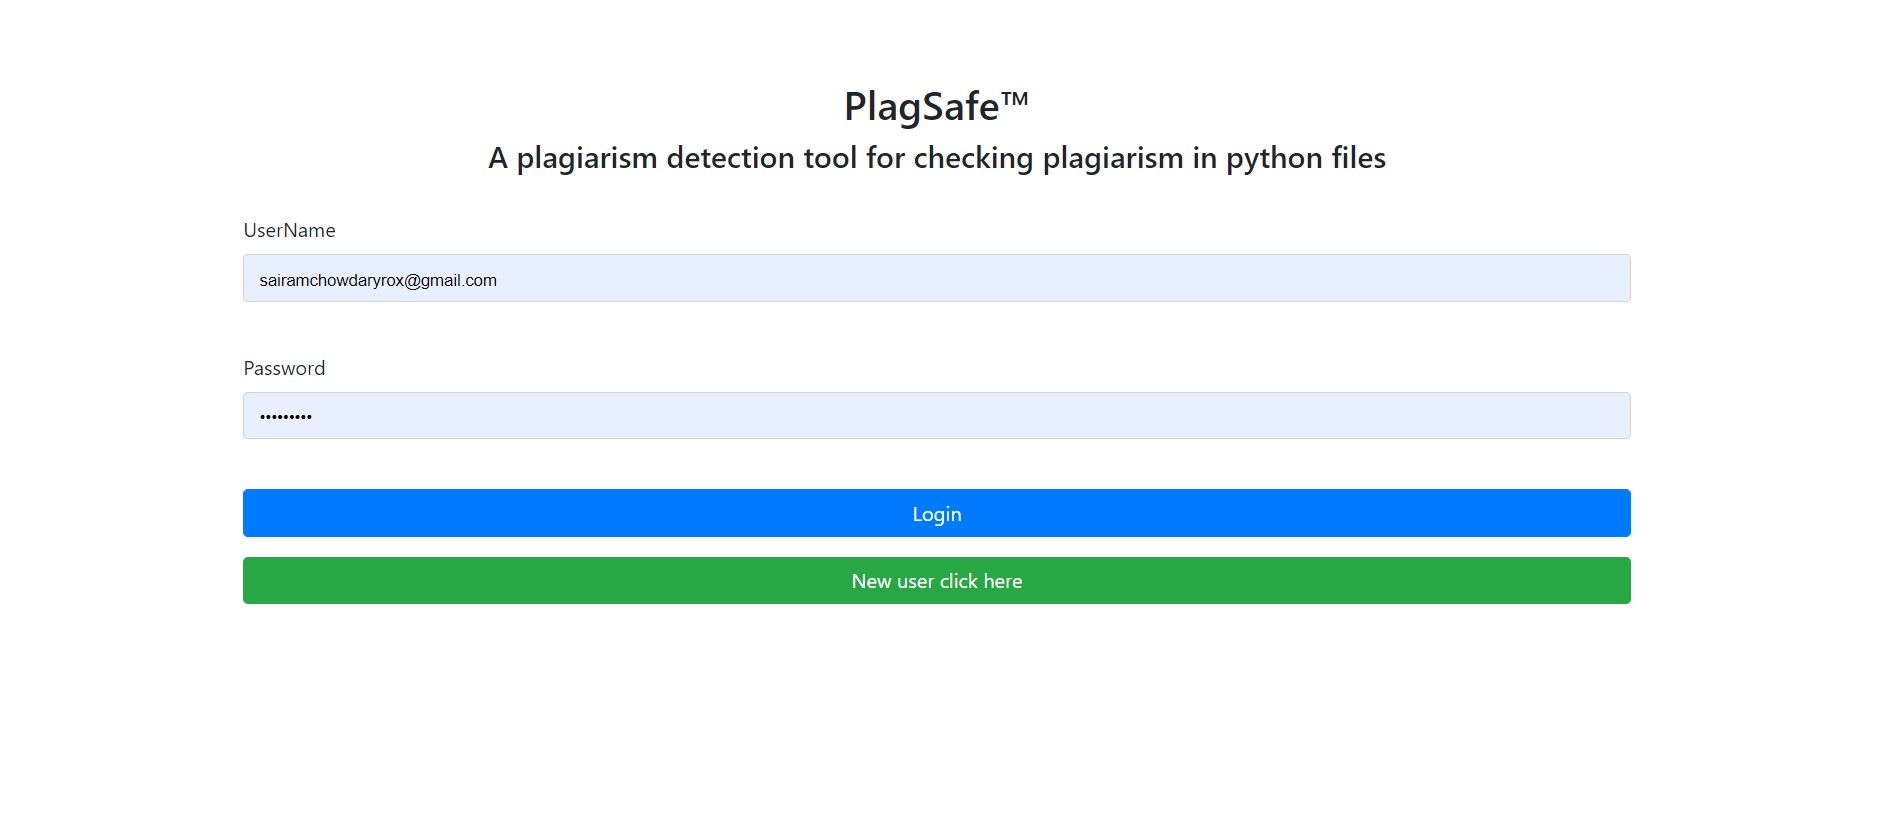 PlagSafe™
A plagiarism detection tool for checking plagiarism in python files
UserName
sairamchowdaryrox@gmail.com
Password
•••••••••
Login
New user click here